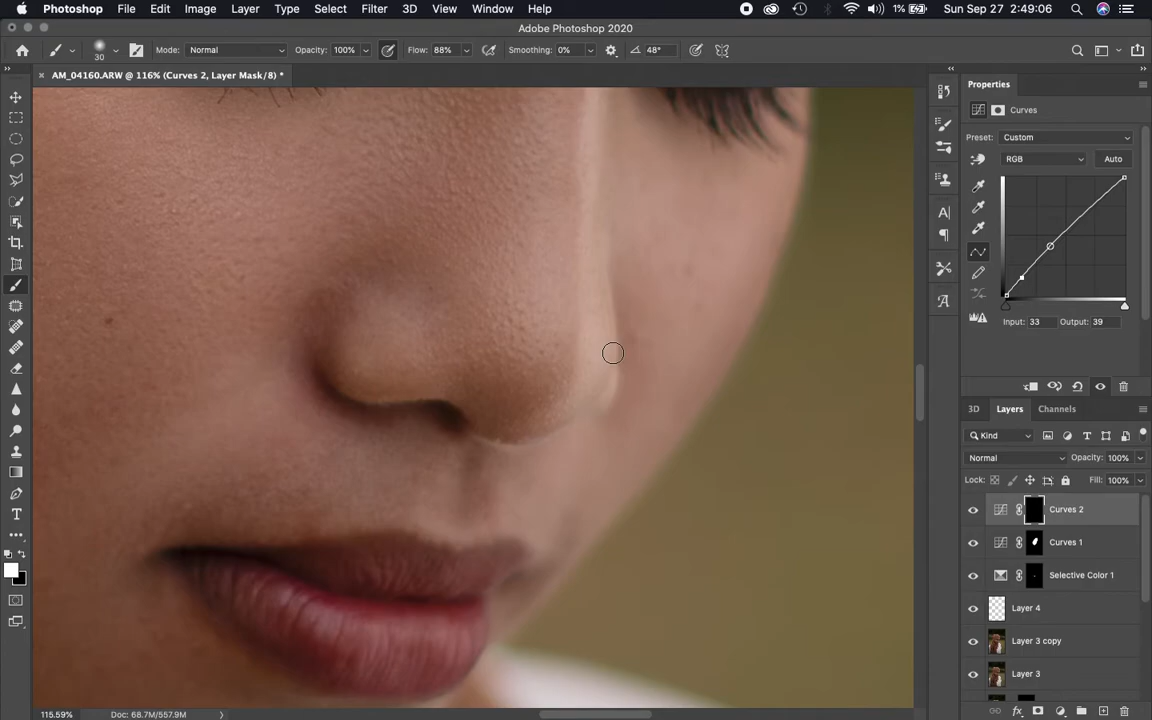 Photoshop File Edit Image Layer Type Select Filter 3D View Window Help 1% Sun Sep 27 2:49:06
Adobe Photoshop 2020
30 Mode: Normal Opacity: 100% Flow: 88% Smoothing: 0% 48°
AM_04160.ARW @ 116% (Curves 2, Layer Mask/8) *
Properties
Curves
Preset: Custom
RGB Auto
Input: 33 Output: 39
3D Layers Channels
Kind
Normal Opacity: 100%
Lock: Fill: 100%
Curves 2
Curves 1
Selective Color 1
Layer 4
Layer 3 copy
Layer 3
115.59% Doc: 68.7M/557.9M